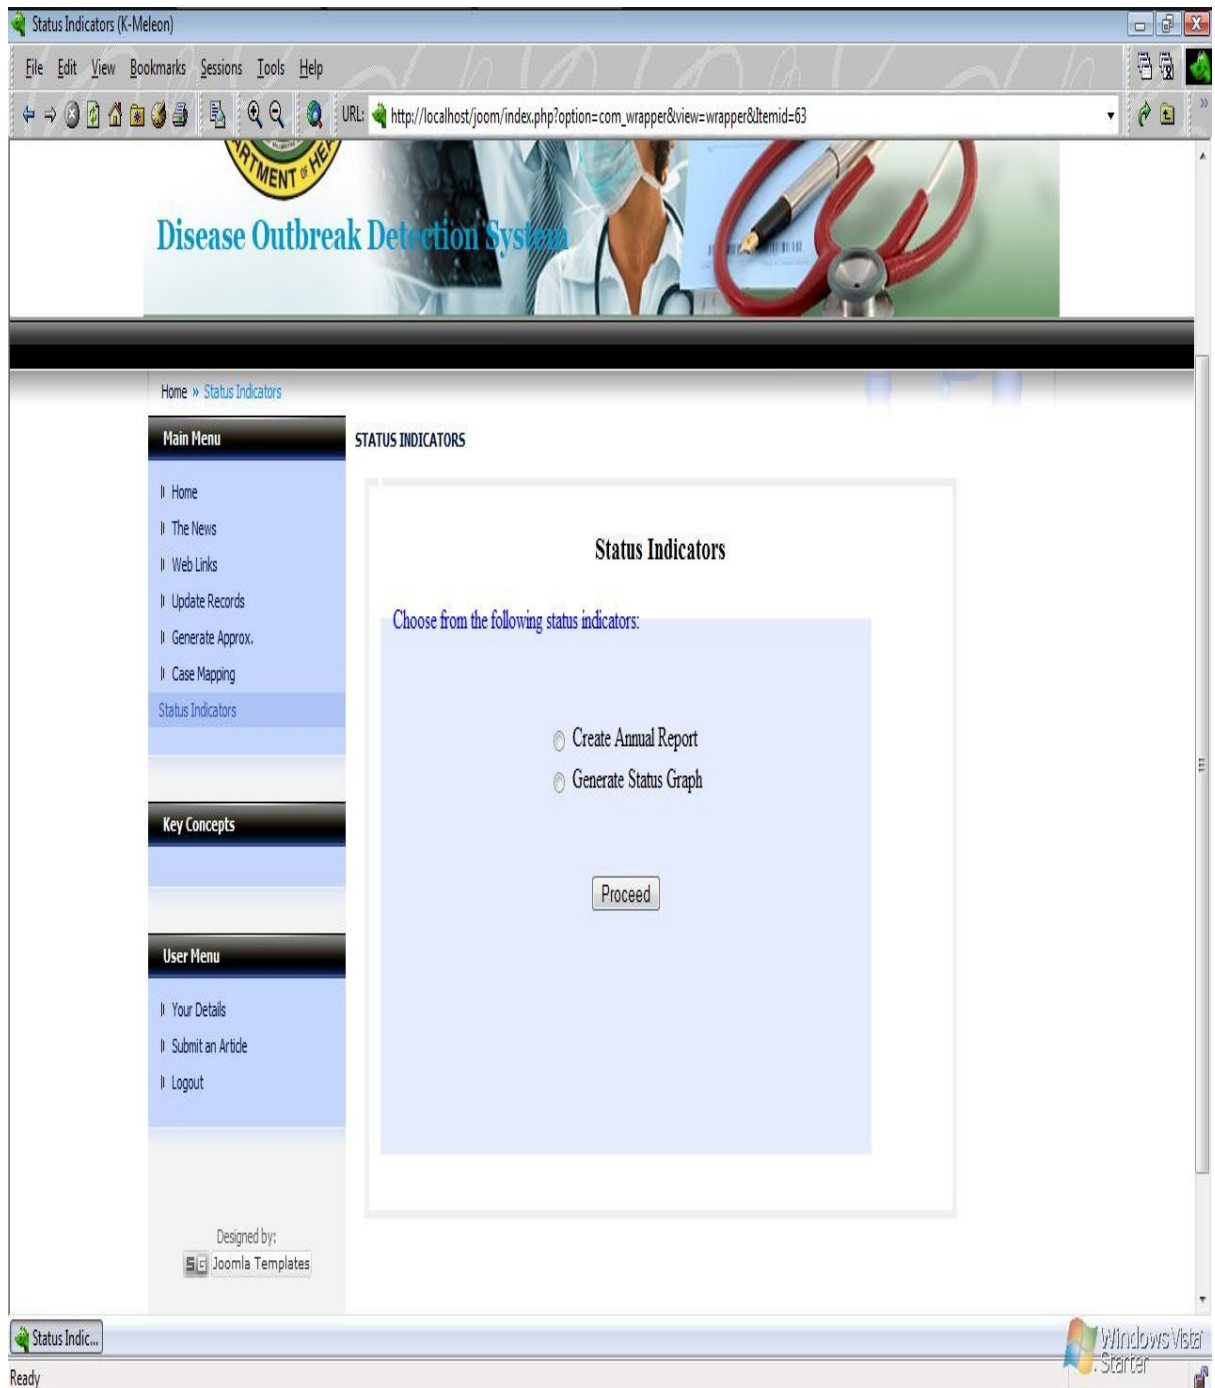 Status Indicators (K-Meleon)
File Edit View Bookmarks Sessions Tools Help
URL: http://localhost/joom/index.php?option=com_wrapper&view=wrapper&Itemid=63
Disease Outbreak Detection System
Home » Status Indicators
Main Menu
Home
The News
Web Links
Update Records
Generate Approx.
Case Mapping
Status Indicators
Key Concepts
User Menu
Your Details
Submit an Article
Logout
Designed by:
Joomla Templates
STATUS INDICATORS
Status Indicators
Choose from the following status indicators:
Create Annual Report
Generate Status Graph
Proceed
Status Indic...
Windows Vista
Starter
Ready